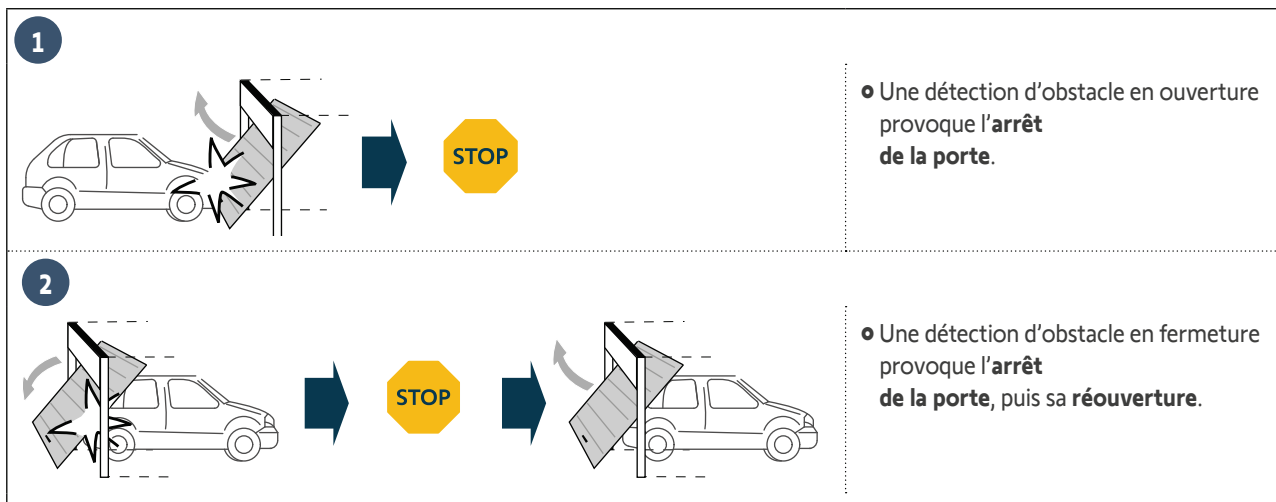 1
STOP
Une détection d'obstacle en ouverture
provoque l'arrêt
de la porte.
2
STOP
Une détection d'obstacle en fermeture
provoque l'arrêt
de la porte, puis sa réouverture.